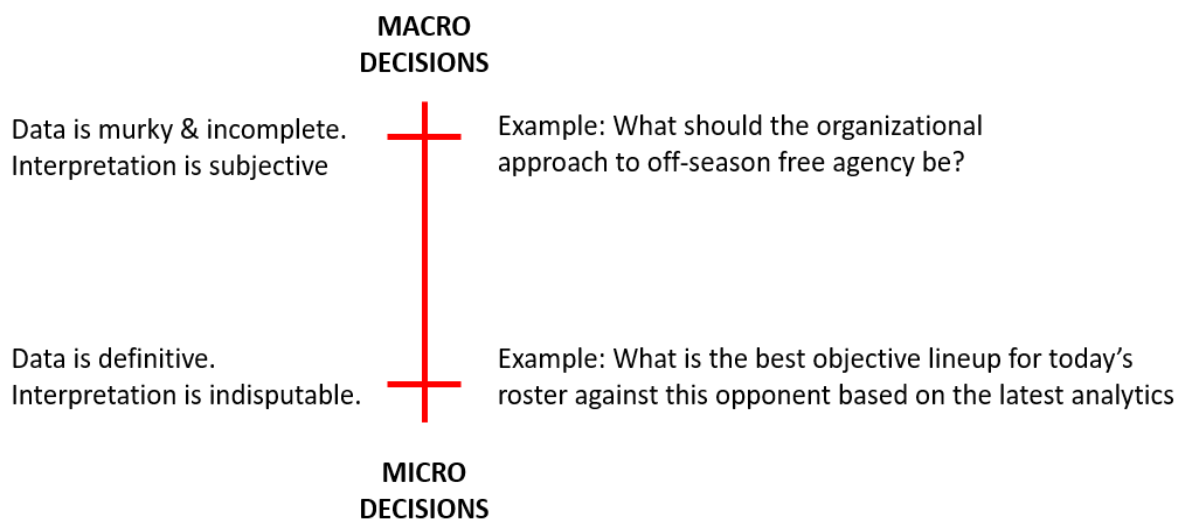 MACRO
DECISIONS
Data is murky & incomplete.
Interpretation is subjective
Example: What should the organizational
approach to off-season free agency be?
Data is definitive.
Interpretation is indisputable.
Example: What is the best objective lineup for today's
roster against this opponent based on the latest analytics
MICRO
DECISIONS